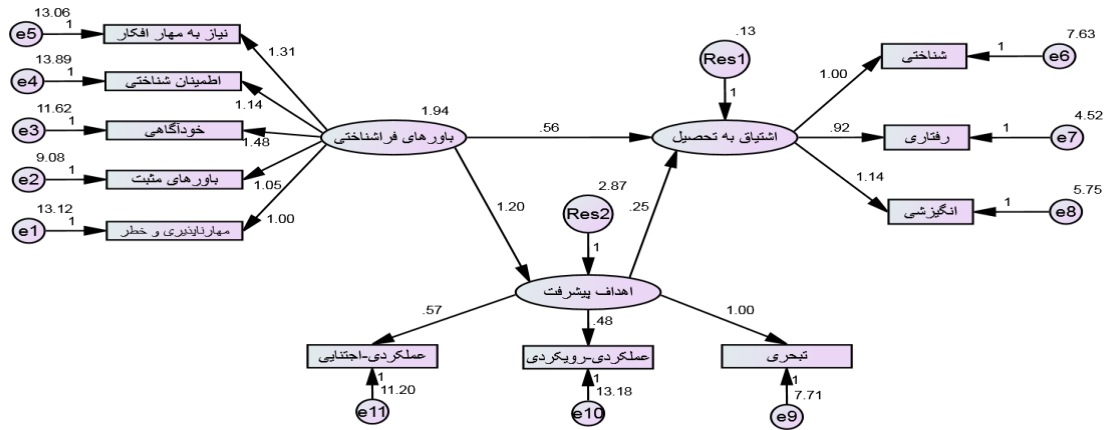 13.06
e5
1
نیاز به مهار افکار
1.31
13.89
e4
1
اطمینان شناختی
1.14
11.62
e3
1
خودآگاهی
1.48
9.08
e2
1
باورهای مثبت
1.05
13.12
e1
1
مهارناپذیری و خطر
1.00
1.94
باورهای فراشناختی
.56
1.20
.13
Res1
1
اشتیاق به تحصیل
1.00
شناختی
1
7.63
e6
.92
رفتاری
1
4.52
e7
1.14
انگیزشی
1
5.75
e8
2.87
Res2
1
.25
اهداف پیشرفت
.57
.48
1.00
عملکردی-اجتنابی
عملکردی-رویکردی
تبحری
1
11.20
e11
1
13.18
e10
1
7.71
e9